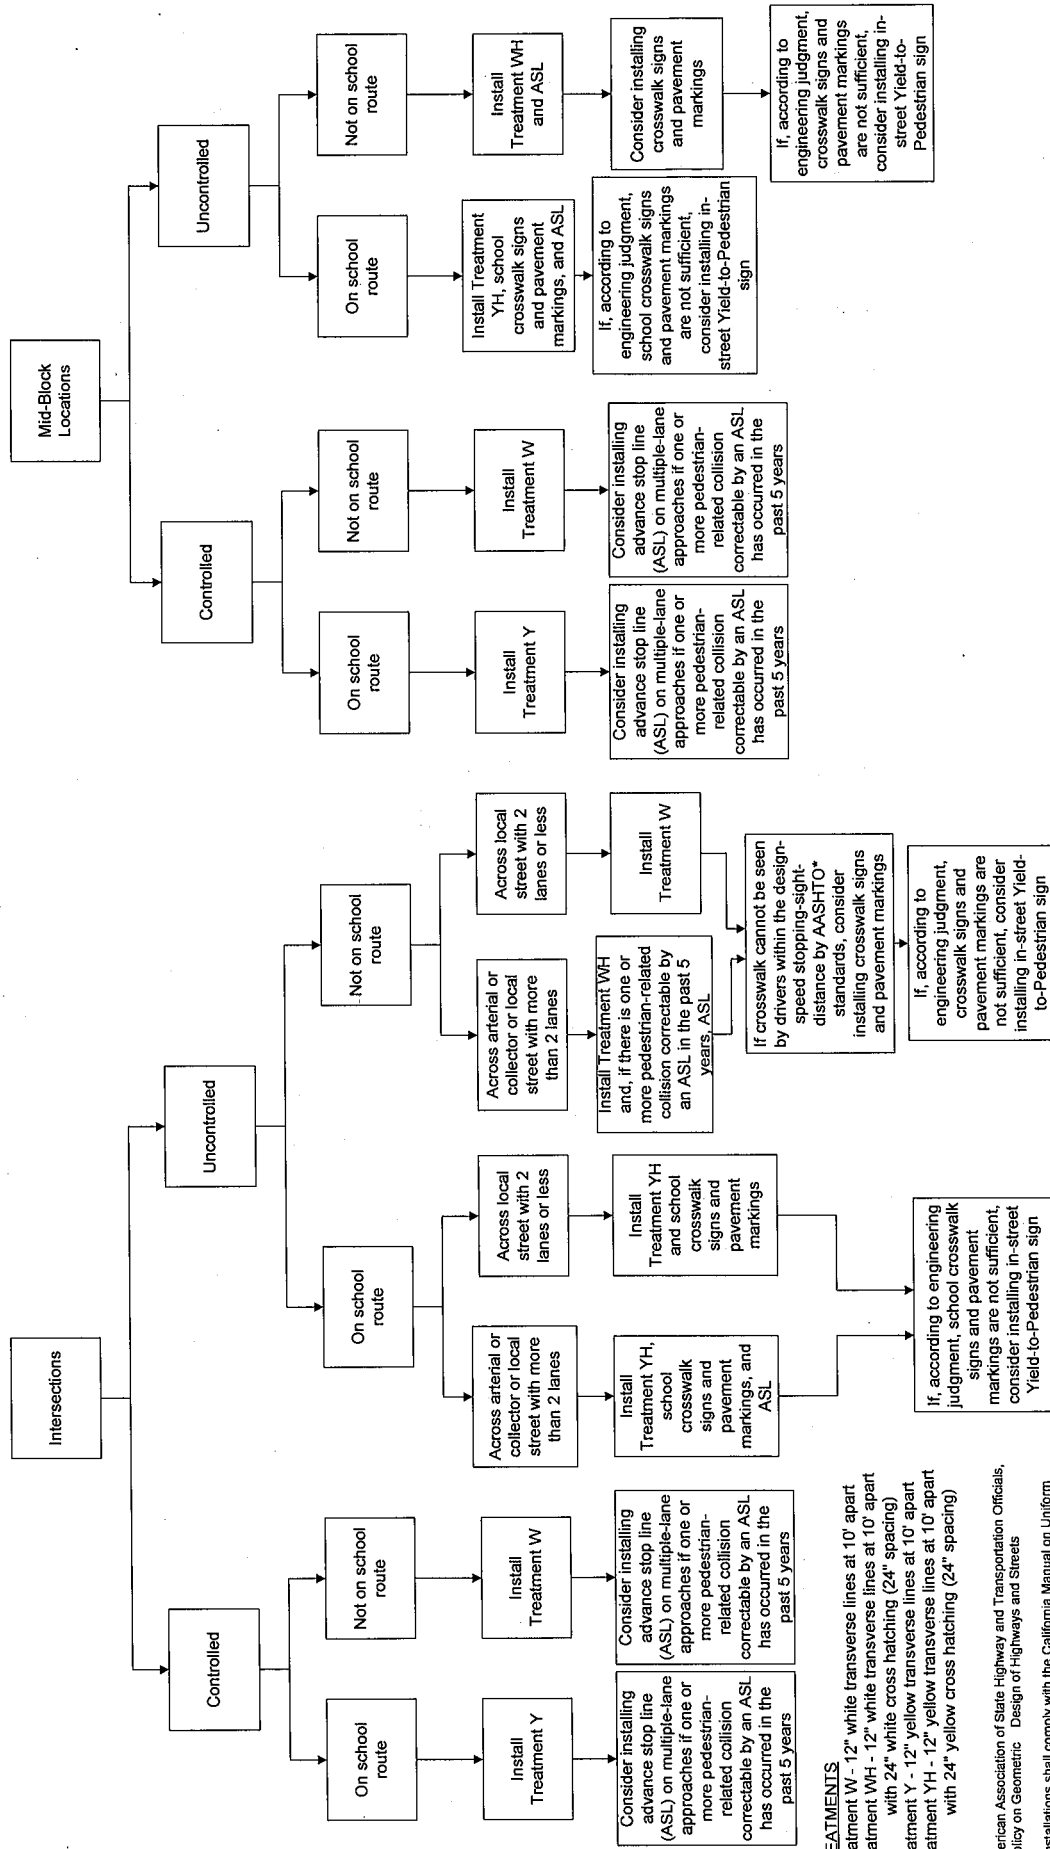 Intersections
Controlled
On school
route
Install
Treatment Y
Consider installing
advance stop line
(ASL) on multiple-lane
approaches if one or
more pedestrian-
related collision
correctable by an ASL
has occurred in the
past 5 years
Not on school
route
Install
Treatment W
Consider installing
advance stop line
(ASL) on multiple-lane
approaches if one or
more pedestrian-
related collision
correctable by an ASL
has occurred in the
past 5 years
Uncontrolled
On school
route
Across arterial or
collector or local
street with more
than 2 lanes
Install
Treatment YH,
school
crosswalk
signs and
pavement
markings, and
ASL
Across local
street with 2
lanes or less
Install
Treatment YH
and school
crosswalk
signs and
pavement
markings
If, according to engineering
judgment, school crosswalk
signs and pavement
markings are not sufficient,
consider installing in-street
Yield-to-Pedestrian sign
Not on school
route
Across arterial or
collector or local
street with more
than 2 lanes
Install Treatment WH
and, if there is one or
more pedestrian-related
collision correctable by
an ASL in the past 5
years, ASL
Across local
street with 2
lanes or less
Install
Treatment W
If crosswalk cannot be seen
by drivers within the design-
speed stopping-sight-
distance by AASHTO*
standards, consider
installing crosswalk signs
and pavement markings
If, according to
engineering judgment,
crosswalk signs and
pavement markings are
not sufficient, consider
installing in-street Yield-
to-Pedestrian sign
Mid-Block
Locations
Controlled
On school
route
Install
Treatment Y
Consider installing
advance stop line
(ASL) on multiple-lane
approaches if one or
more pedestrian-
related collision
correctable by an ASL
has occurred in the
past 5 years
Not on school
route
Install
Treatment W
Consider installing
advance stop line
(ASL) on multiple-lane
approaches if one or
more pedestrian-
related collision
correctable by an ASL
has occurred in the
past 5 years
Uncontrolled
On school
route
Install Treatment
YH, school
crosswalk signs
and pavement
markings, and ASL
If, according to
engineering judgment,
school crosswalk signs
and pavement markings
are not sufficient,
consider installing in-
street Yield-to-Pedestrian
sign
Not on school
route
Install
Treatment WH
and ASL
Consider installing
crosswalk signs
and pavement
markings
If, according to
engineering judgment,
crosswalk signs and
pavement markings
are not sufficient,
consider installing in-
street Yield-to-
Pedestrian sign
EATMENTS
atment W - 12" white transverse lines at 10' apart
atment WH - 12" white transverse lines at 10' apart
with 24" white cross hatching (24" spacing)
atment Y - 12" yellow transverse lines at 10' apart
atment YH - 12" yellow transverse lines at 10' apart
with 24" yellow cross hatching (24" spacing)
erican Association of State Highway and Transportation Officials,
olicy on Geometric Design of Highways and Streets
stallations shall comply with the California Manual on Uniform